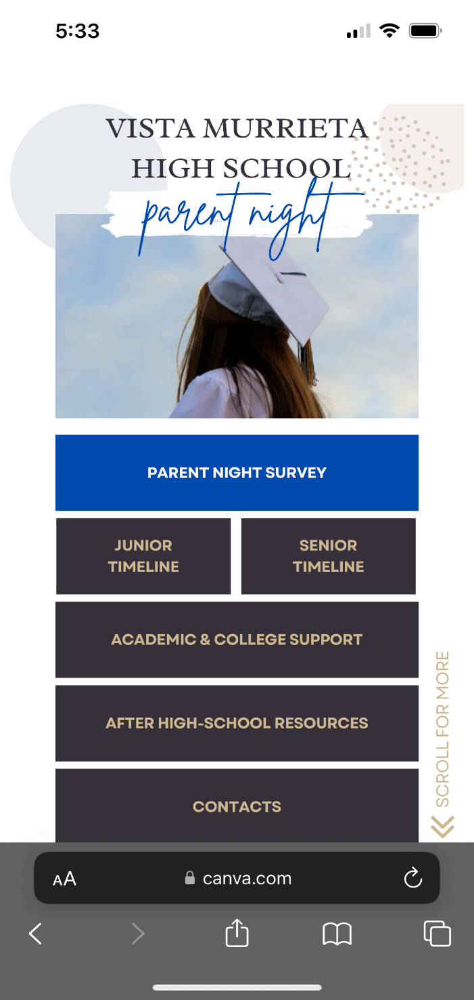 5:33
VISTA MURRIETA
HIGH SCHOOL
parent night
PARENT NIGHT SURVEY
JUNIOR
TIMELINE
SENIOR
TIMELINE
ACADEMIC & COLLEGE SUPPORT
AFTER HIGH-SCHOOL RESOURCES
CONTACTS
SCROLL FOR MORE
AA
canva.com